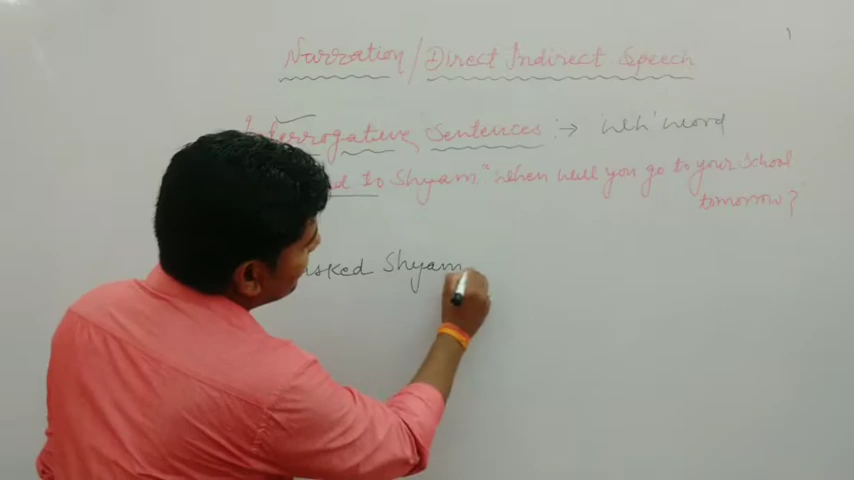 Narration / Direct Indirect Speech
Interrogative Sentences :→ 'wh' word
to Shyam, "when will you go to your school
tomorrow?
asked Shyam